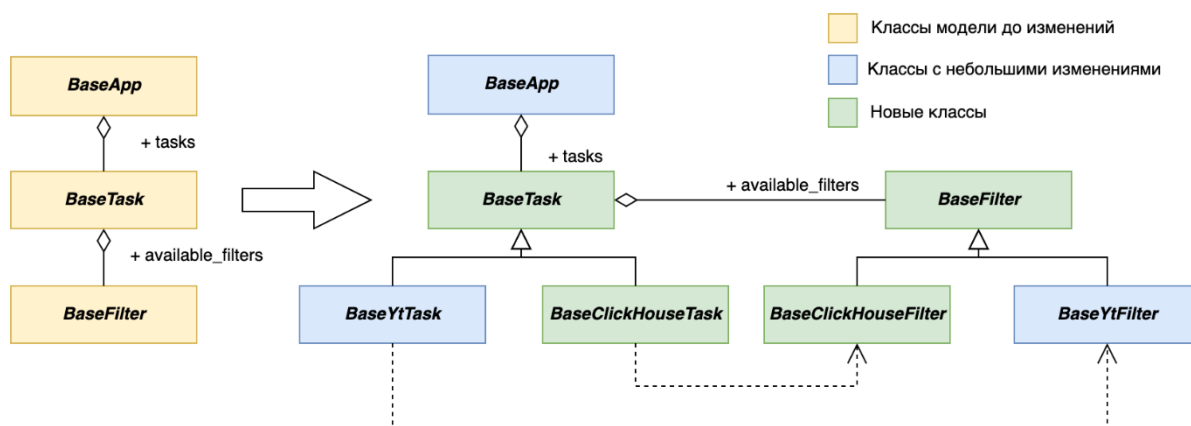 Классы модели до изменений
Классы с небольшими изменениями
Новые классы
BaseApp
+ tasks
BaseTask
+ available_filters
BaseFilter
BaseApp
+ tasks
BaseTask
+ available_filters
BaseFilter
BaseYtTask
BaseClickHouseTask
BaseClickHouseFilter
BaseYtFilter